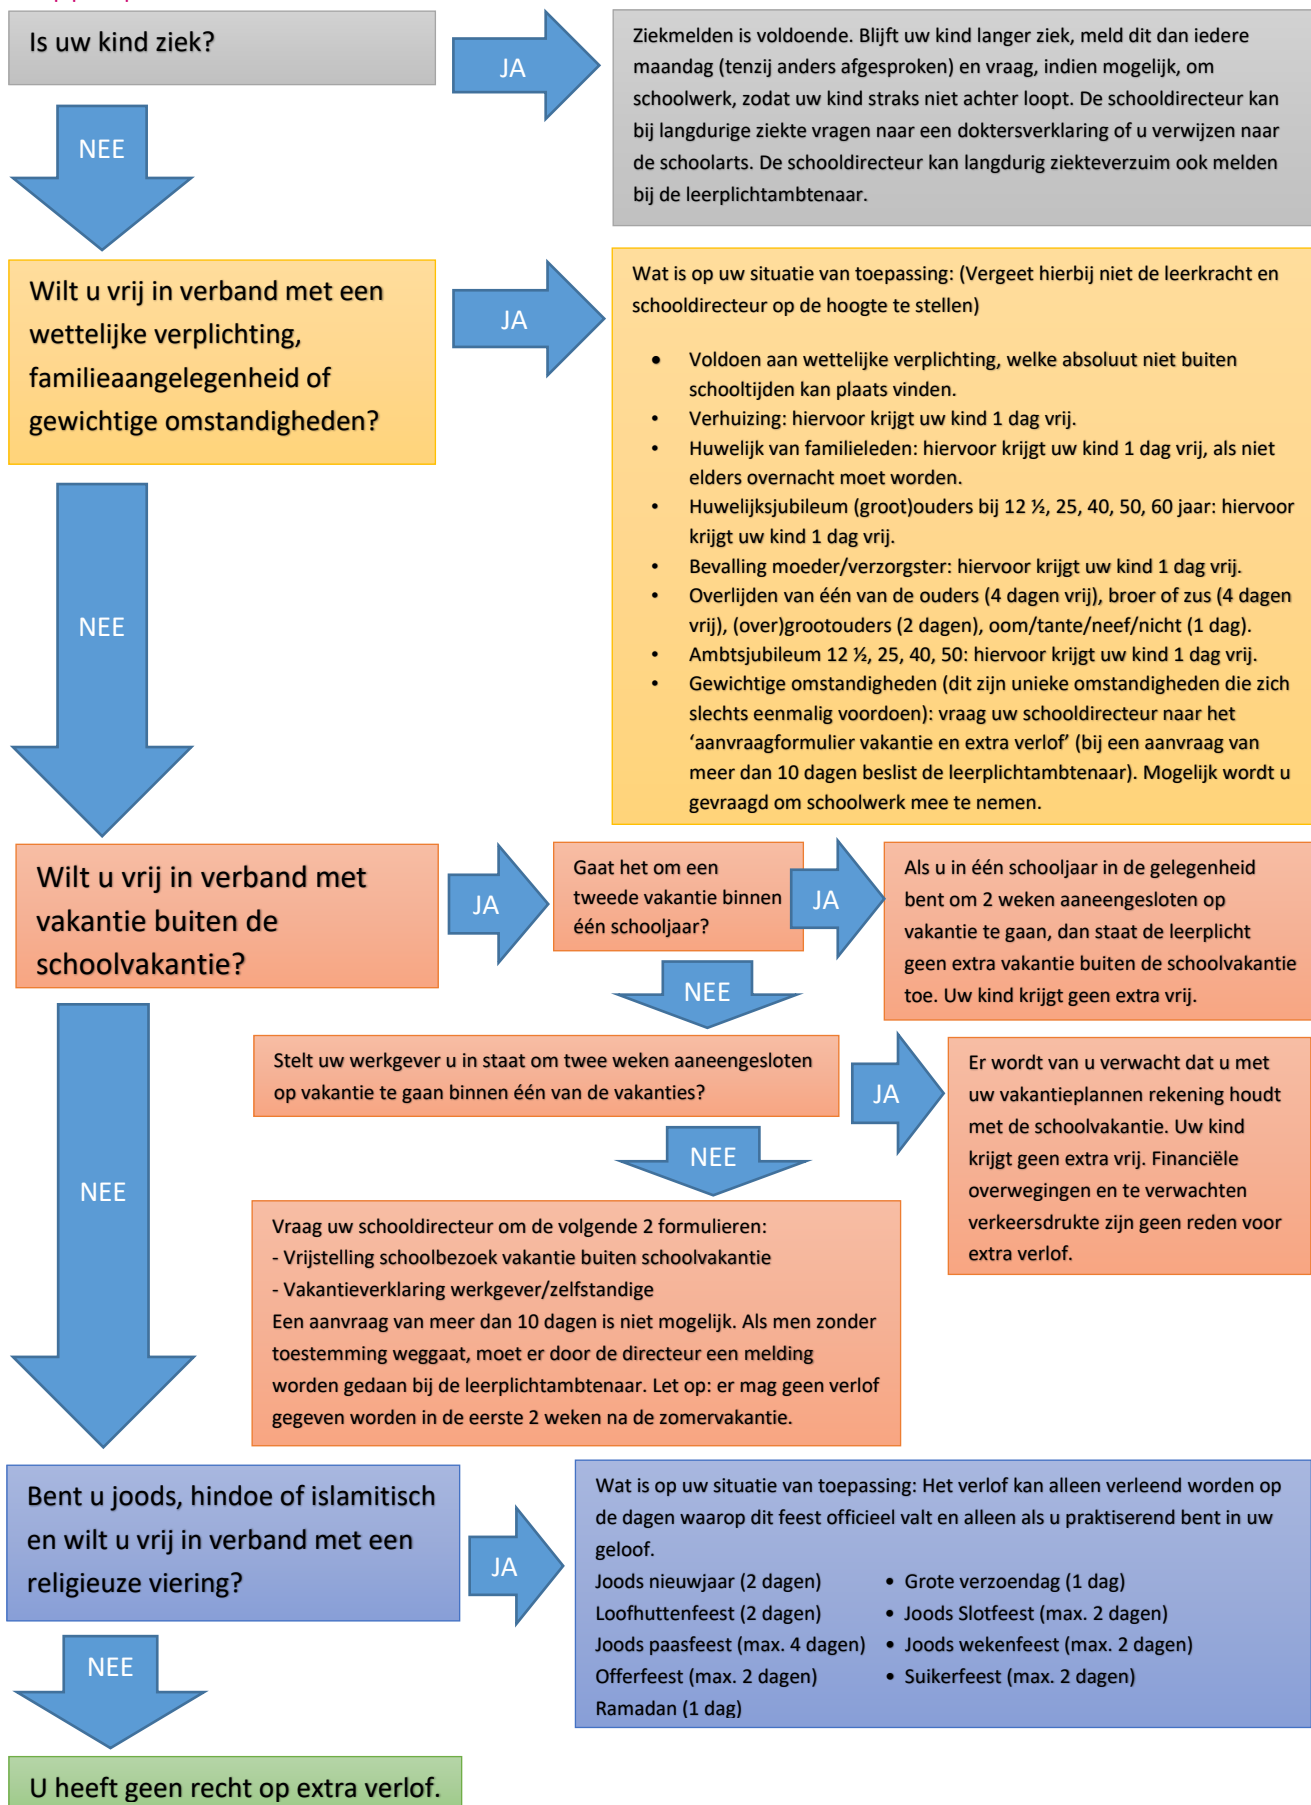 Is uw kind ziek?
JA
Ziekmelden is voldoende. Blijft uw kind langer ziek, meld dit dan iedere
maandag (tenzij anders afgesproken) en vraag, indien mogelijk, om
schoolwerk, zodat uw kind straks niet achter loopt. De schooldirecteur kan
bij langdurige ziekte vragen naar een doktersverklaring of u verwijzen naar
de schoolarts. De schooldirecteur kan langdurig ziekteverzuim ook melden
bij de leerplichtambtenaar.
NEE
Wilt u vrij in verband met een
wettelijke verplichting,
familieaangelegenheid of
gewichtige omstandigheden?
JA
Wat is op uw situatie van toepassing: (Vergeet hierbij niet de leerkracht en
schooldirecteur op de hoogte te stellen)
• Voldoen aan wettelijke verplichting, welke absoluut niet buiten
schooltijden kan plaats vinden.
• Verhuizing: hiervoor krijgt uw kind 1 dag vrij.
• Huwelijk van familieleden: hiervoor krijgt uw kind 1 dag vrij, als niet
elders overnacht moet worden.
• Huwelijksjubileum (groot)ouders bij 12 ½, 25, 40, 50, 60 jaar: hiervoor
krijgt uw kind 1 dag vrij.
• Bevalling moeder/verzorgster: hiervoor krijgt uw kind 1 dag vrij.
• Overlijden van één van de ouders (4 dagen vrij), broer of zus (4 dagen
vrij), (over)grootouders (2 dagen), oom/tante/neef/nicht (1 dag).
• Ambtsjubileum 12 ½, 25, 40, 50: hiervoor krijgt uw kind 1 dag vrij.
• Gewichtige omstandigheden (dit zijn unieke omstandigheden die zich
slechts eenmalig voordoen): vraag uw schooldirecteur naar het
‘aanvraagformulier vakantie en extra verlof’ (bij een aanvraag van
meer dan 10 dagen beslist de leerplichtambtenaar). Mogelijk wordt u
gevraagd om schoolwerk mee te nemen.
NEE
Wilt u vrij in verband met
vakantie buiten de
schoolvakantie?
JA
Gaat het om een
tweede vakantie binnen
één schooljaar?
JA
Als u in één schooljaar in de gelegenheid
bent om 2 weken aaneengesloten op
vakantie te gaan, dan staat de leerplicht
geen extra vakantie buiten de schoolvakantie
toe. Uw kind krijgt geen extra vrij.
NEE
Stelt uw werkgever u in staat om twee weken aaneengesloten
op vakantie te gaan binnen één van de vakanties?
JA
Er wordt van u verwacht dat u met
uw vakantieplannen rekening houdt
met de schoolvakantie. Uw kind
krijgt geen extra vrij. Financiële
overwegingen en te verwachten
verkeersdrukte zijn geen reden voor
extra verlof.
NEE
NEE
Vraag uw schooldirecteur om de volgende 2 formulieren:
- Vrijstelling schoolbezoek vakantie buiten schoolvakantie
- Vakantieverklaring werkgever/zelfstandige
Een aanvraag van meer dan 10 dagen is niet mogelijk. Als men zonder
toestemming weggaat, moet er door de directeur een melding
worden gedaan bij de leerplichtambtenaar. Let op: er mag geen verlof
gegeven worden in de eerste 2 weken na de zomervakantie.
Bent u joods, hindoe of islamitisch
en wilt u vrij in verband met een
religieuze viering?
JA
Wat is op uw situatie van toepassing: Het verlof kan alleen verleend worden op
de dagen waarop dit feest officieel valt en alleen als u praktiserend bent in uw
geloof.
Joods nieuwjaar (2 dagen) • Grote verzoendag (1 dag)
Loofhuttenfeest (2 dagen) • Joods Slotfeest (max. 2 dagen)
Joods paasfeest (max. 4 dagen) • Joods wekenfeest (max. 2 dagen)
Offerfeest (max. 2 dagen) • Suikerfeest (max. 2 dagen)
Ramadan (1 dag)
NEE
U heeft geen recht op extra verlof.